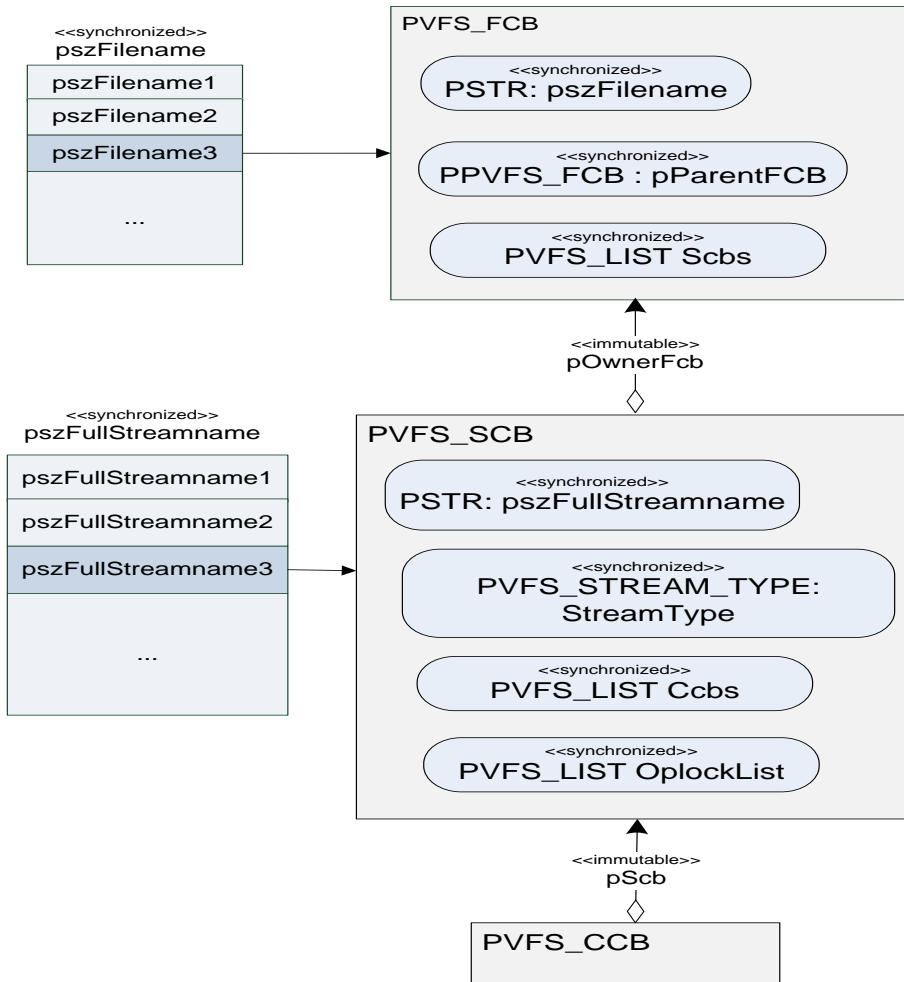 <<synchronized>>
pszFilename
pszFilename1
pszFilename2
pszFilename3
...
PVFS_FCB
<<synchronized>>
PSTR: pszFilename
<<synchronized>>
PPVFS_FCB : pParentFCB
<<synchronized>>
PVFS_LIST Scbs
<<immutable>>
pOwnerFcb
<<synchronized>>
pszFullStreamname
pszFullStreamname1
pszFullStreamname2
pszFullStreamname3
...
PVFS_SCB
<<synchronized>>
PSTR: pszFullStreamname
<<synchronized>>
PVFS_STREAM_TYPE:
StreamType
<<synchronized>>
PVFS_LIST Ccbs
<<synchronized>>
PVFS_LIST OplockList
<<immutable>>
pScb
PVFS_CCB